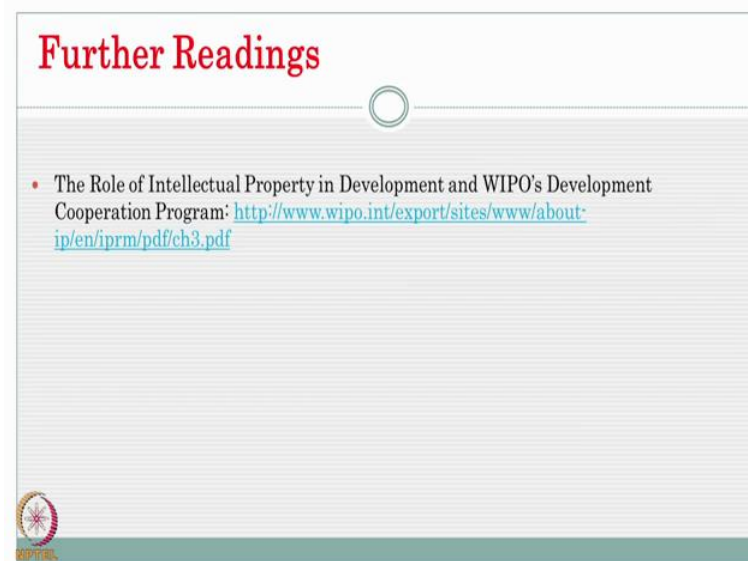 Further Readings
• The Role of Intellectual Property in Development and WIPO's Development
Cooperation Program: http://www.wipo.int/export/sites/www/about-
ip/en/iprm/pdf/ch3.pdf
NPTEL